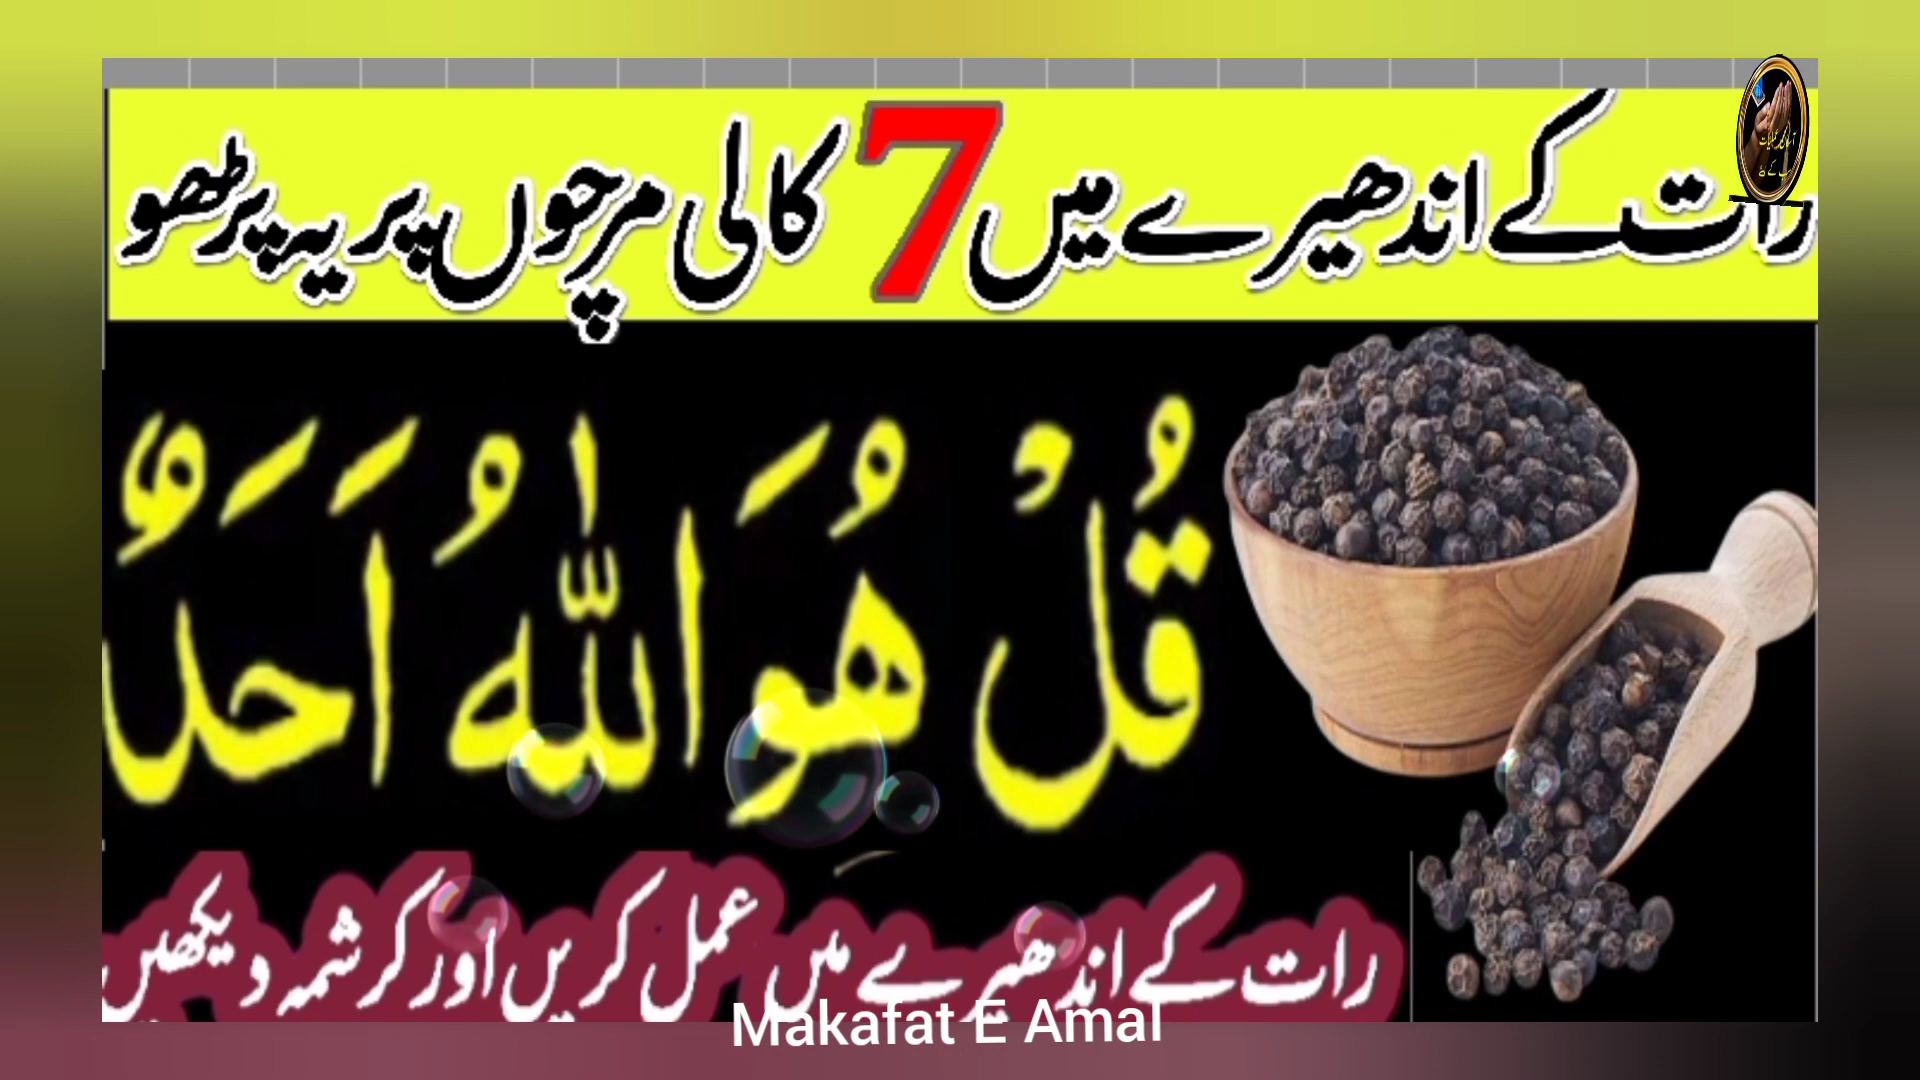 رات کے اندھیرے میں 7 کالی مرچوں پر یہ پڑھو
قُلْ هُوَ اللّٰهُ اَحَدٌ
رات کے اندھیرے میں عمل کریں اور کرشمہ دیکھیں
Makafat E Amal